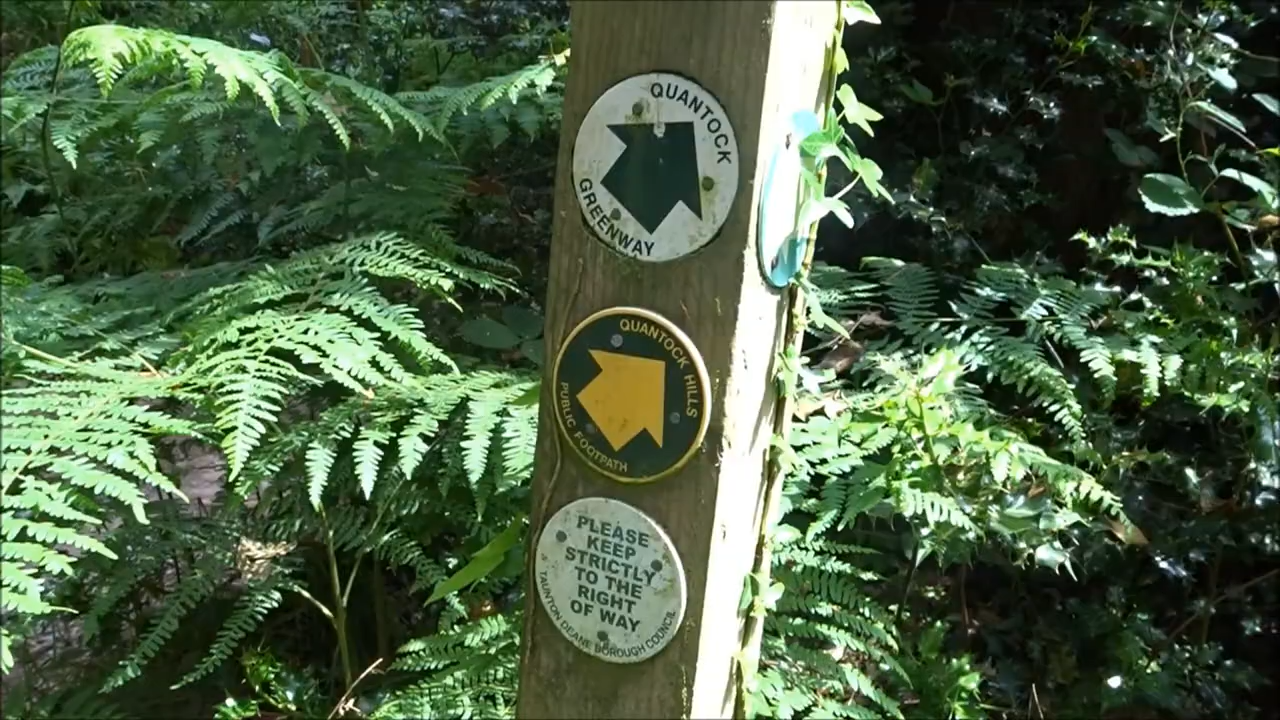 QUANTOCK
GREENWAY
QUANTOCK HILLS
PUBLIC FOOTPATH
PLEASE
KEEP
STRICTLY
TO THE
RIGHT
OF WAY
TAUNTON DEANE BOROUGH COUNCIL